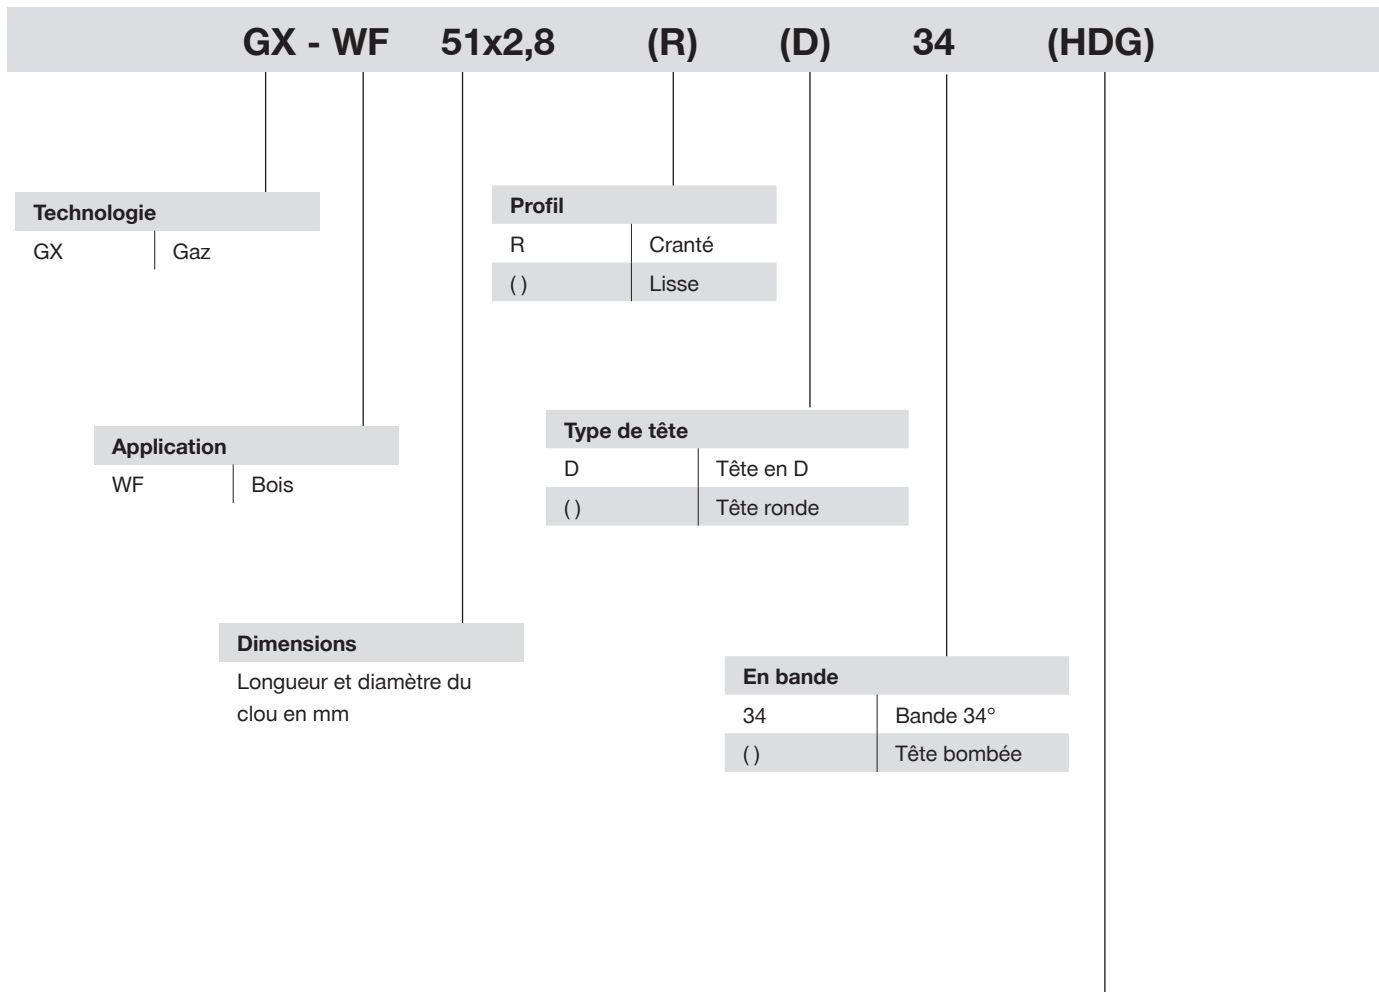 GX - WF 51x2,8 (R) (D) 34 (HDG)
Technologie
GX Gaz
Profil
R Cranté
( ) Lisse
Application
WF Bois
Type de tête
D Tête en D
( ) Tête ronde
Dimensions
Longueur et diamètre du
clou en mm
En bande
34 Bande 34°
( ) Tête bombée